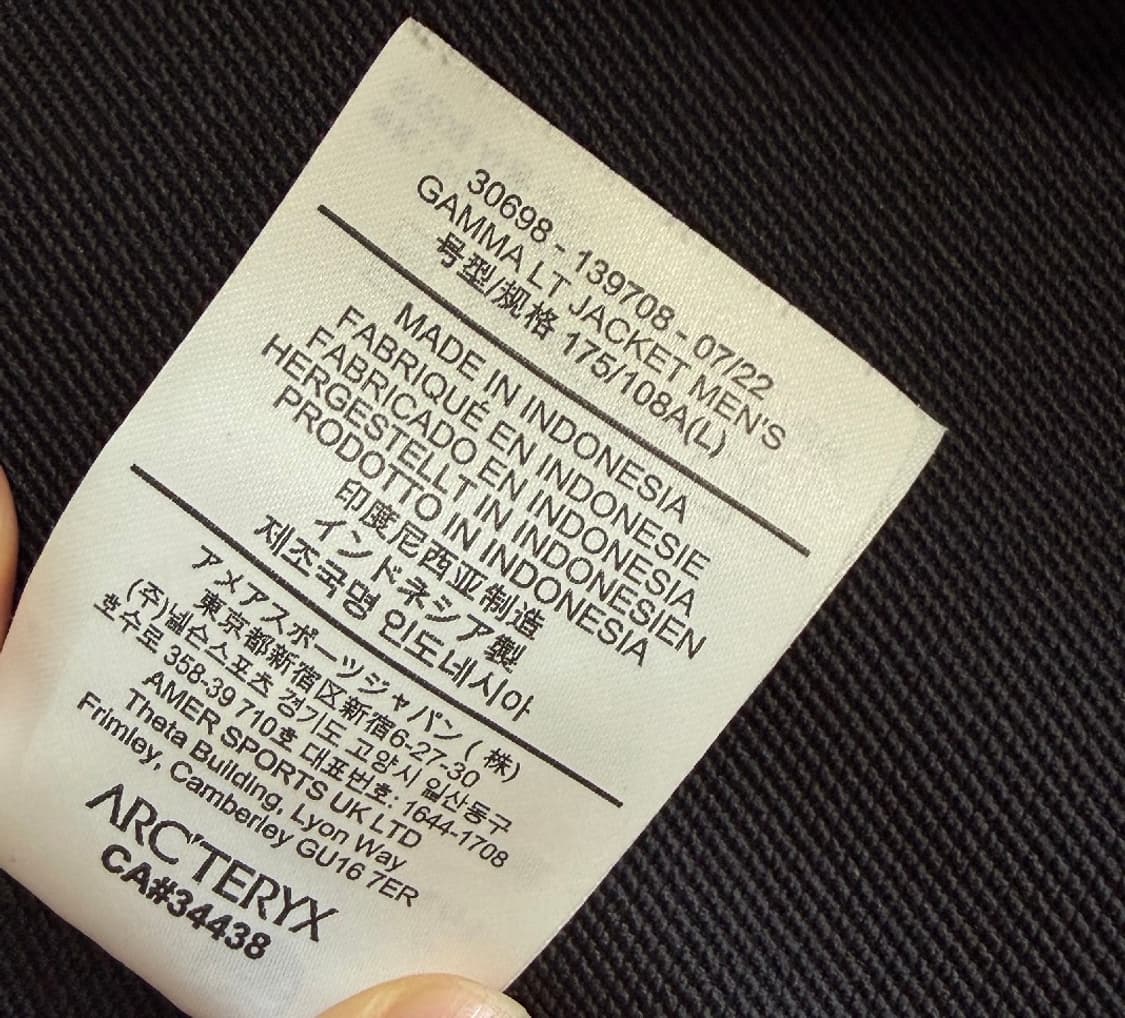 30698 - 139708 - 07/22
GAMMA LT JACKET MEN'S
号型/规格 175/108A(L)
MADE IN INDONESIA
FABRIQUÉ EN INDONESIE
FABRICADO EN INDONESIA
HERGESTELLT IN INDONESIEN
PRODOTTO IN INDONESIA
印度尼西亚制造
インドネシア製
제조국명 인도네시아
アメアスポーツジャパン ( 株)
東京都新宿区新宿6-27-30
(주)넬슨스포츠 경기도 고양시 일산동구
호수로 358-39 710호 대표번호: 1644-1708
AMER SPORTS UK LTD
Theta Building, Lyon Way
Frimley, Camberley GU16 7ER
ARC'TERYX
CA#34438